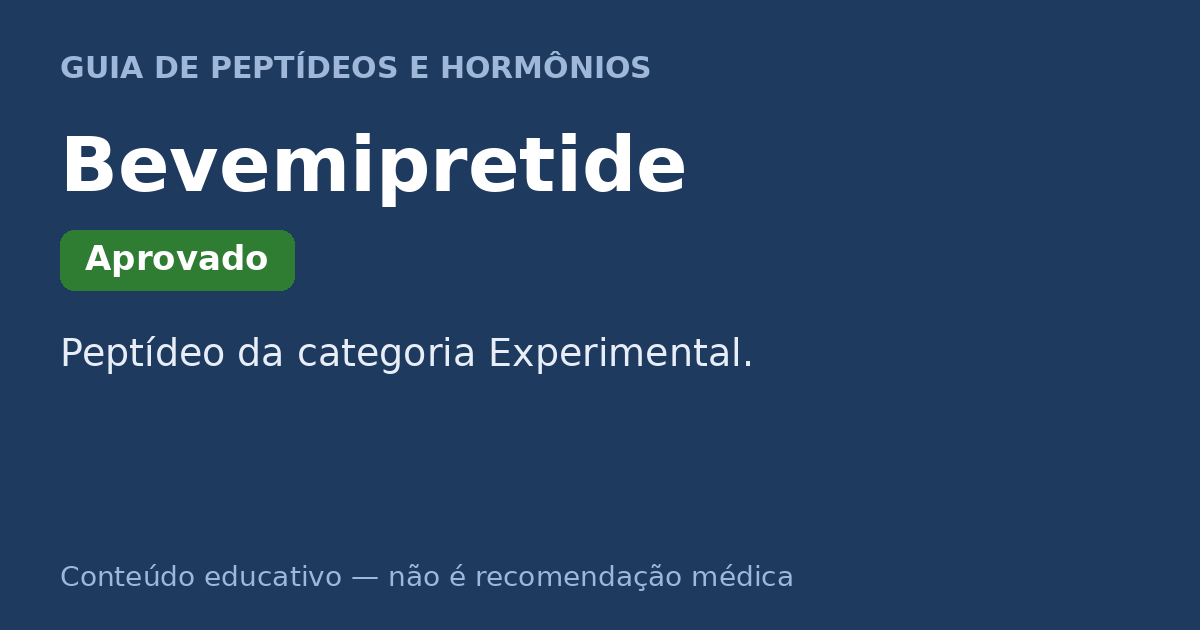 GUIA DE PEPTÍDEOS E HORMÔNIOS
Bevemipretide
Aprovado
Peptídeo da categoria Experimental.
Conteúdo educativo — não é recomendação médica